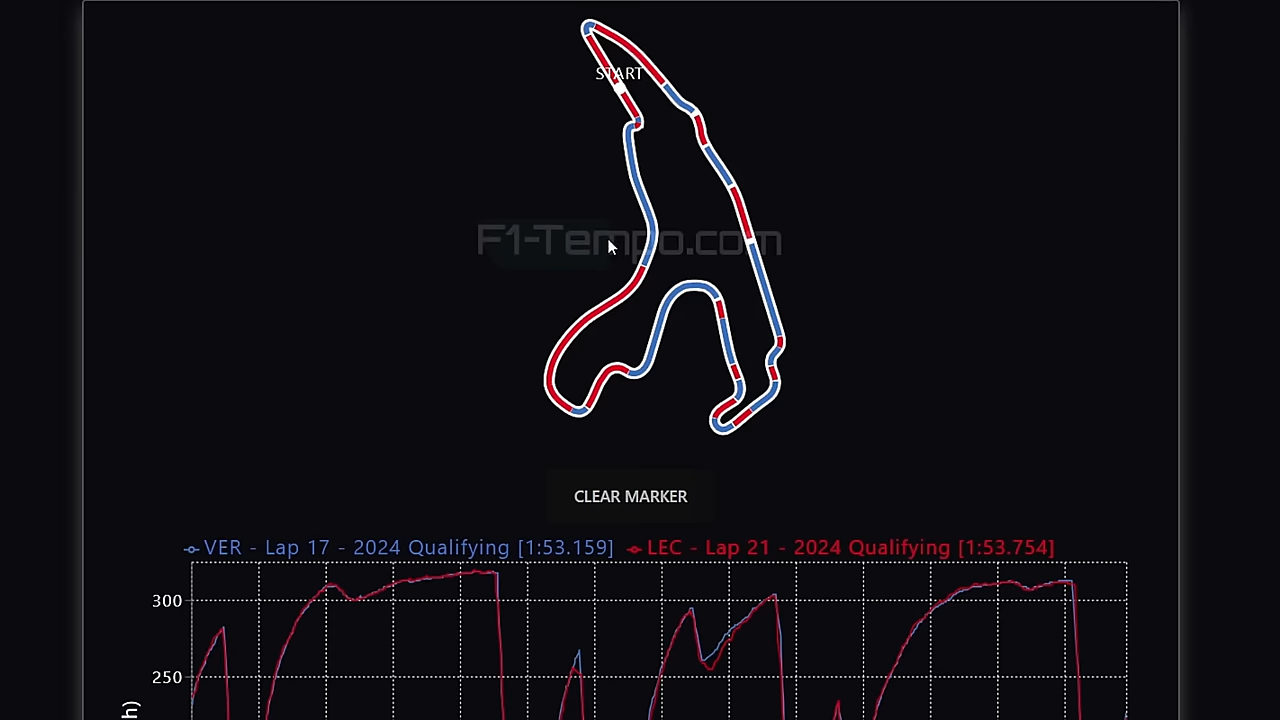 START
F1-Tempo.com
CLEAR MARKER
VER - Lap 17 - 2024 Qualifying [1:53.159] LEC - Lap 21 - 2024 Qualifying [1:53.754]
300
250
h)